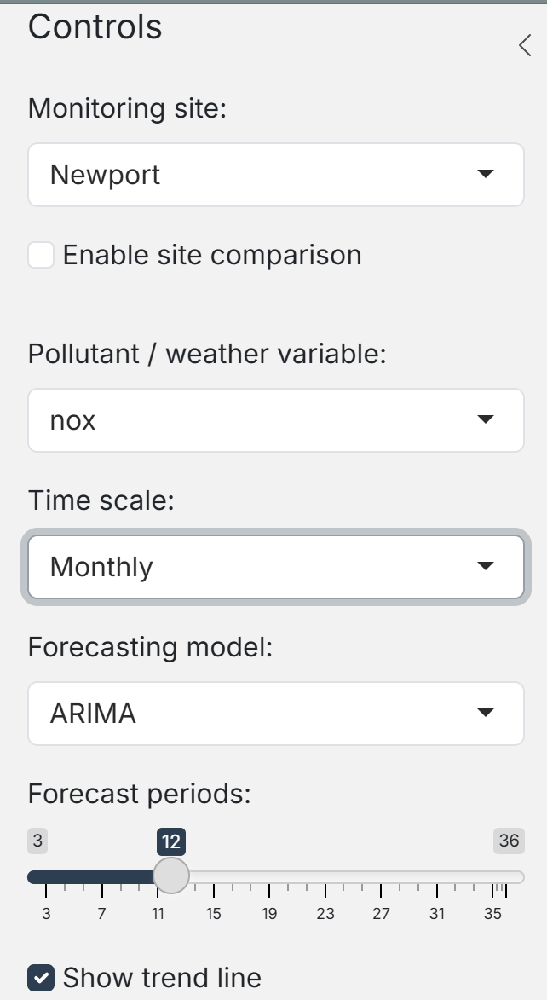 Controls
Monitoring site:
Newport
Enable site comparison
Pollutant / weather variable:
nox
Time scale:
Monthly
Forecasting model:
ARIMA
Forecast periods:
3 12 36
3 7 11 15 19 23 27 31 35
Show trend line